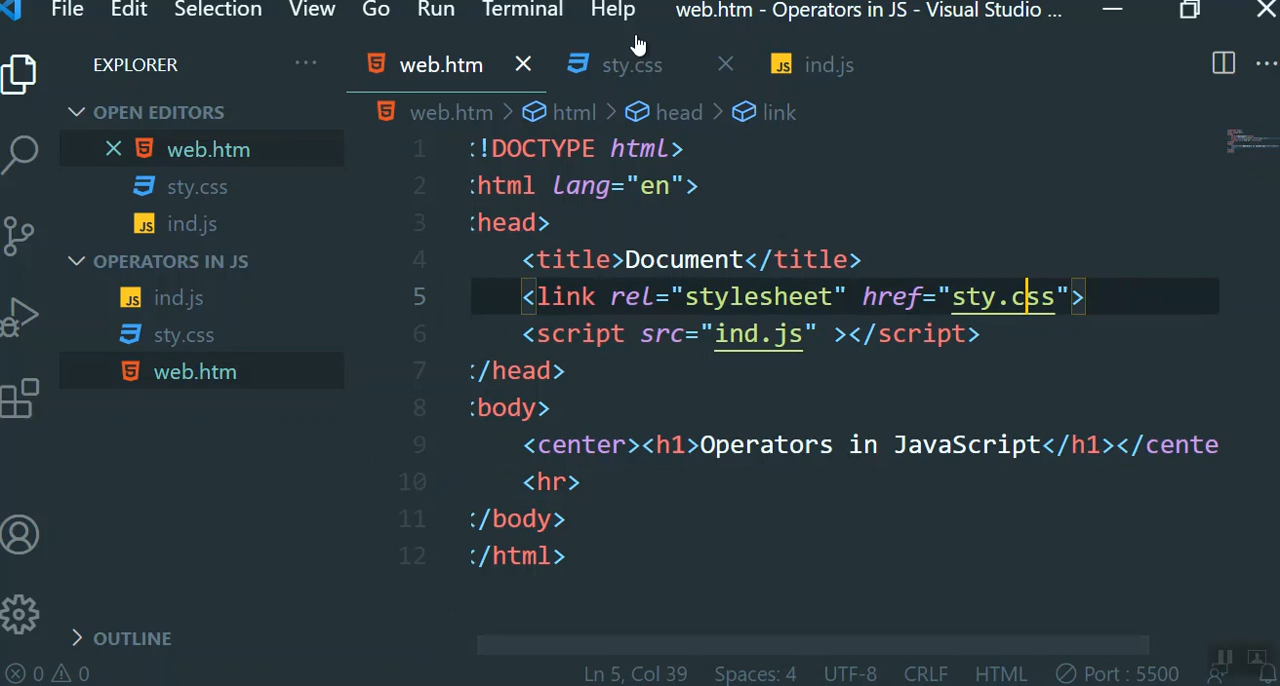 File Edit Selection View Go Run Terminal Help web.htm - Operators in JS - Visual Studio ...
EXPLORER ...
web.htm sty.css JS ind.js
web.htm > html > head > link
OPEN EDITORS
web.htm
sty.css
JS ind.js
OPERATORS IN JS
JS ind.js
sty.css
web.htm
OUTLINE
1 !DOCTYPE html>
2 html lang="en">
3 head>
4 <title>Document</title>
5 <link rel="stylesheet" href="sty.css">
6 <script src="ind.js" ></script>
7 /head>
8 body>
9 <center><h1>Operators in JavaScript</h1></cente
10 <hr>
11 /body>
12 /html>
0 0 Ln 5, Col 39 Spaces: 4 UTF-8 CRLF HTML Port : 5500